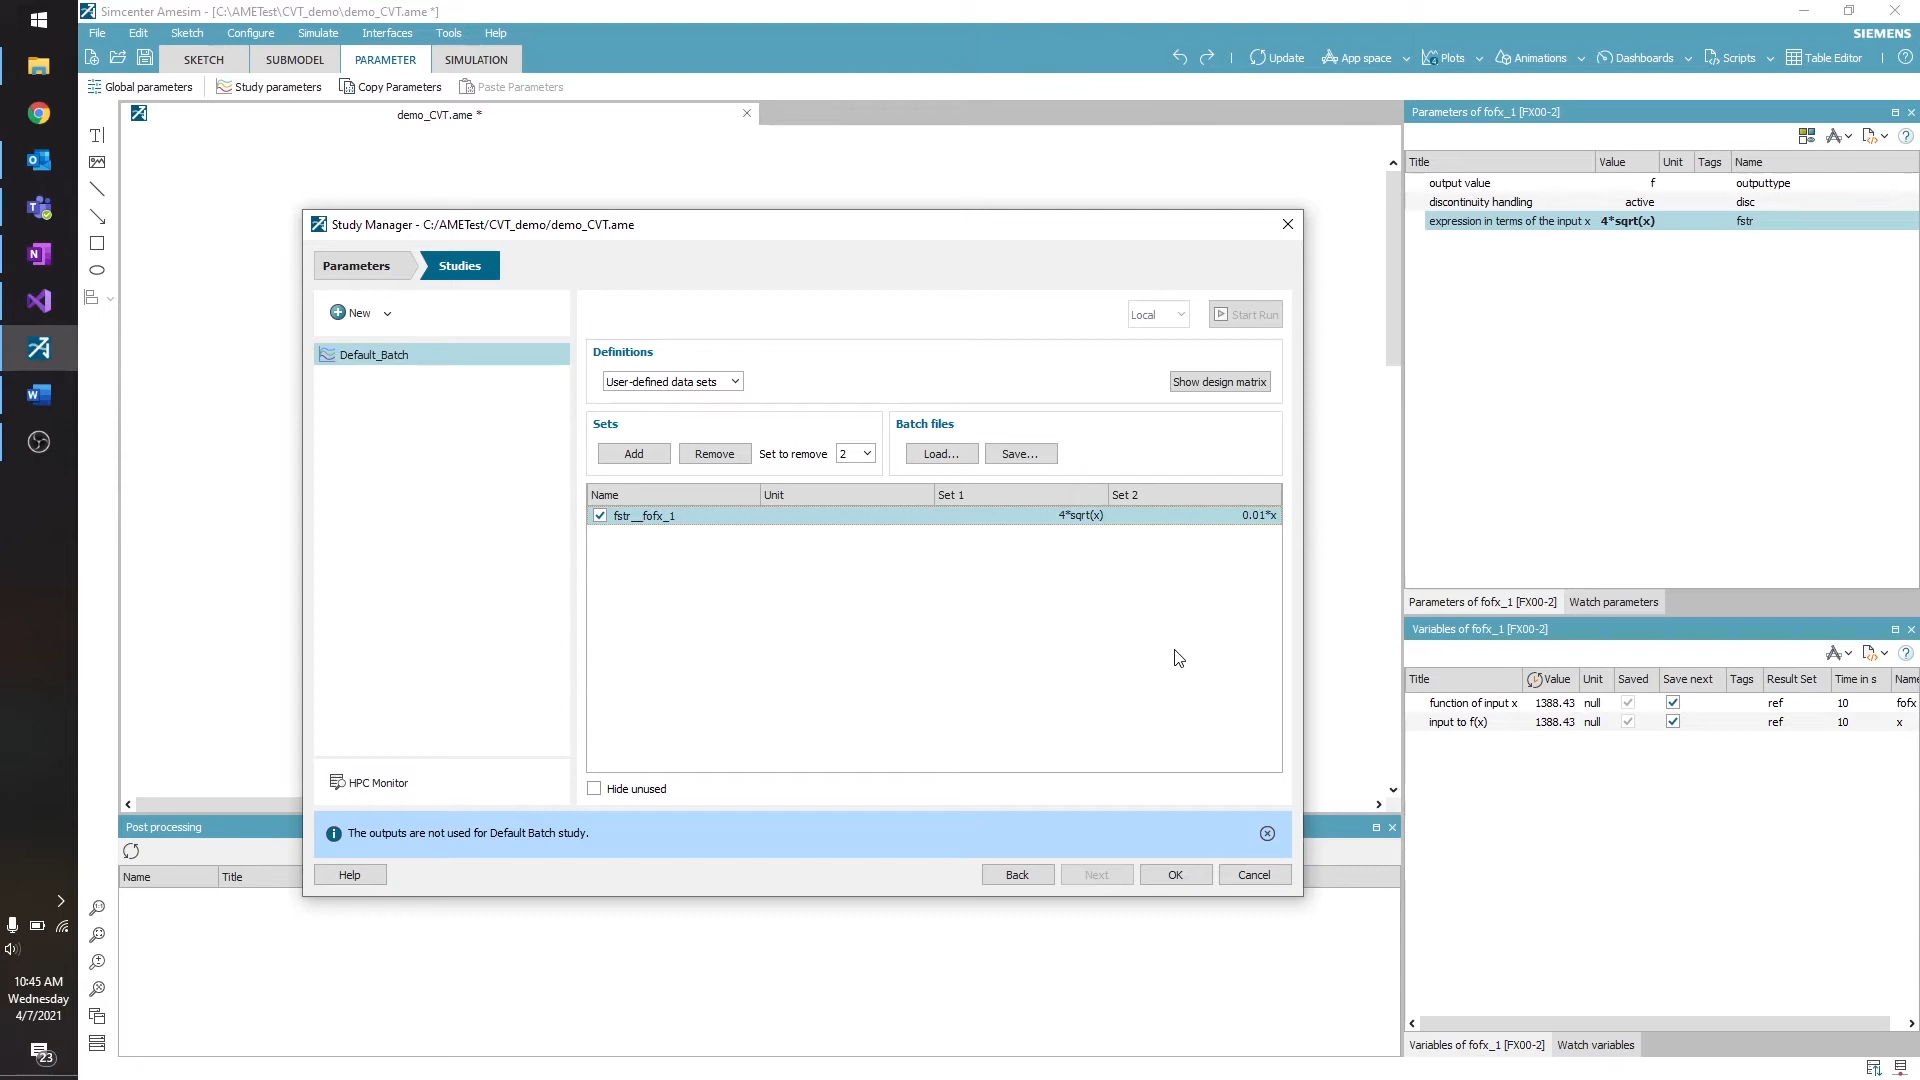 Simcenter Amesim - [C:\AMETest\CVT_demo\demo_CVT.ame *]
File Edit Sketch Configure Simulate Interfaces Tools Help
SIEMENS
SKETCH SUBMODEL PARAMETER SIMULATION
Update App space Plots Animations Dashboards Scripts Table Editor
Global parameters Study parameters Copy Parameters Paste Parameters
demo_CVT.ame *
Parameters of fofx_1 [FX00-2]
Title Value Unit Tags Name
output value f outputtype
discontinuity handling active disc
expression in terms of the input x 4*sqrt(x) fstr
Study Manager - C:/AMETest/CVT_demo/demo_CVT.ame
Parameters Studies
New
Local Start Run
Default_Batch
Definitions
User-defined data sets Show design matrix
Sets Batch files
Add Remove Set to remove 2 Load... Save...
Name Unit Set 1 Set 2
fstr__fofx_1 4*sqrt(x) 0.01*x
HPC Monitor
Hide unused
The outputs are not used for Default Batch study.
Help Back Next OK Cancel
Parameters of fofx_1 [FX00-2] Watch parameters
Variables of fofx_1 [FX00-2]
Title Value Unit Saved Save next Tags Result Set Time in s Name
function of input x 1388.43 null ref 10 fofx
input to f(x) 1388.43 null ref 10 x
Variables of fofx_1 [FX00-2] Watch variables
Post processing
Name Title
10:45 AM
Wednesday
4/7/2021
23